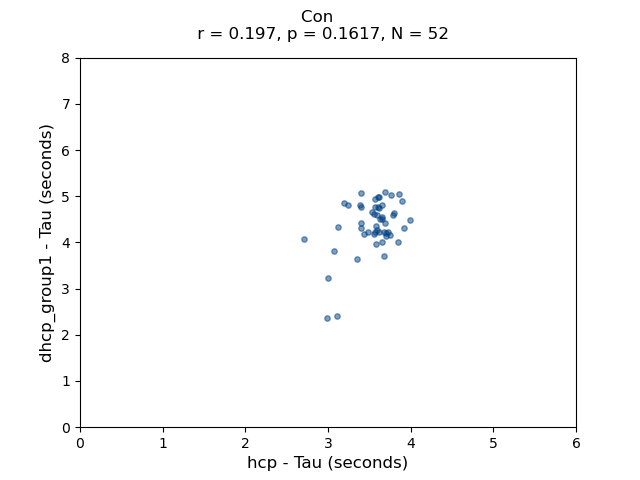 Con
r = 0.197, p = 0.1617, N = 52
8
7
6
5
4
3
2
1
0
dhcp_group1 - Tau (seconds)
0 1 2 3 4 5 6
hcp - Tau (seconds)